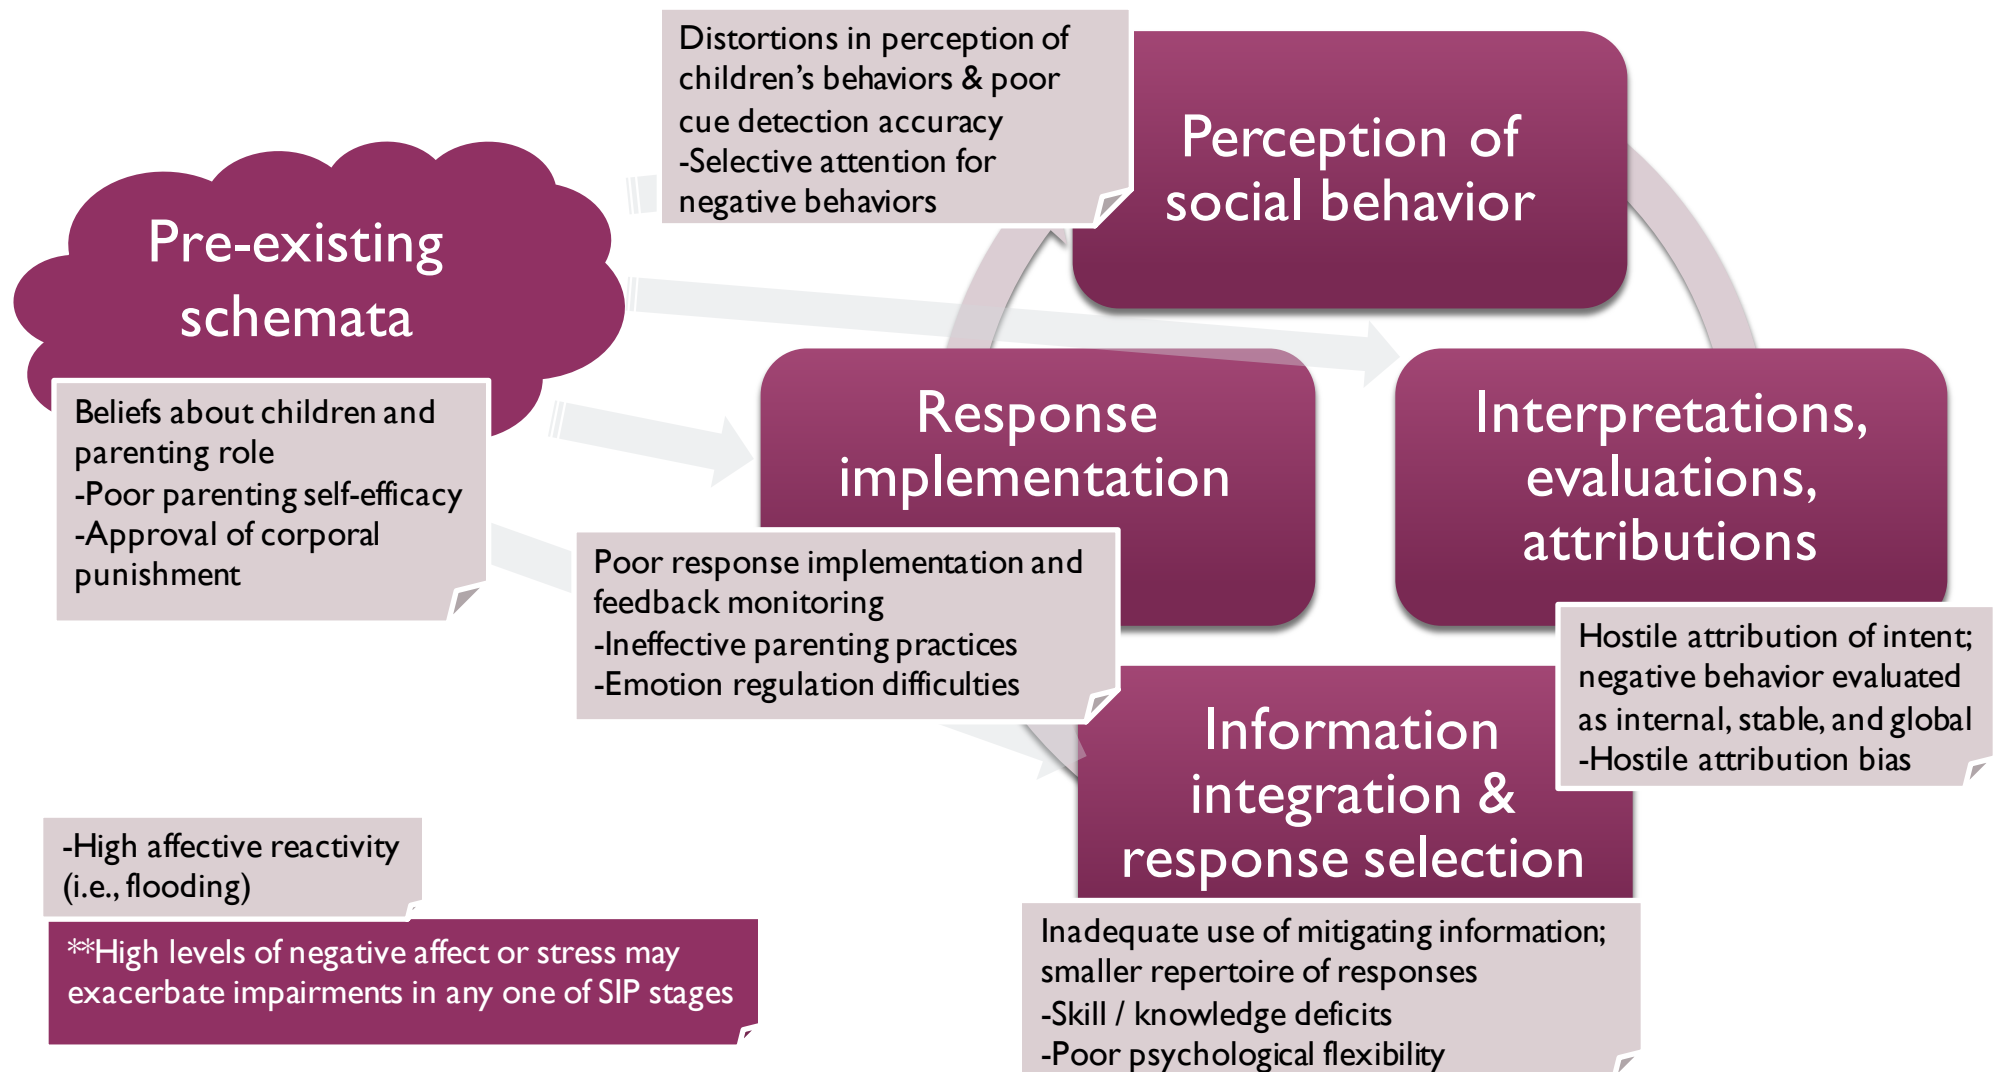 Distortions in perception of
children’s behaviors & poor
cue detection accuracy
-Selective attention for
negative behaviors
Perception of
social behavior
Pre-existing
schemata
Beliefs about children and
parenting role
-Poor parenting self-efficacy
-Approval of corporal
punishment
Response
implementation
Interpretations,
evaluations,
attributions
Poor response implementation and
feedback monitoring
-Ineffective parenting practices
-Emotion regulation difficulties
Hostile attribution of intent;
negative behavior evaluated
as internal, stable, and global
-Hostile attribution bias
Information
integration &
response selection
-High affective reactivity
(i.e., flooding)
**High levels of negative affect or stress may
exacerbate impairments in any one of SIP stages
Inadequate use of mitigating information;
smaller repertoire of responses
-Skill / knowledge deficits
-Poor psychological flexibility